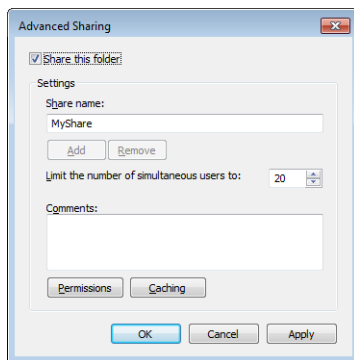 Advanced Sharing
Share this folder
Settings
Share name:
MyShare
Add Remove
Limit the number of simultaneous users to: 20
Comments:
Permissions Caching
OK Cancel Apply